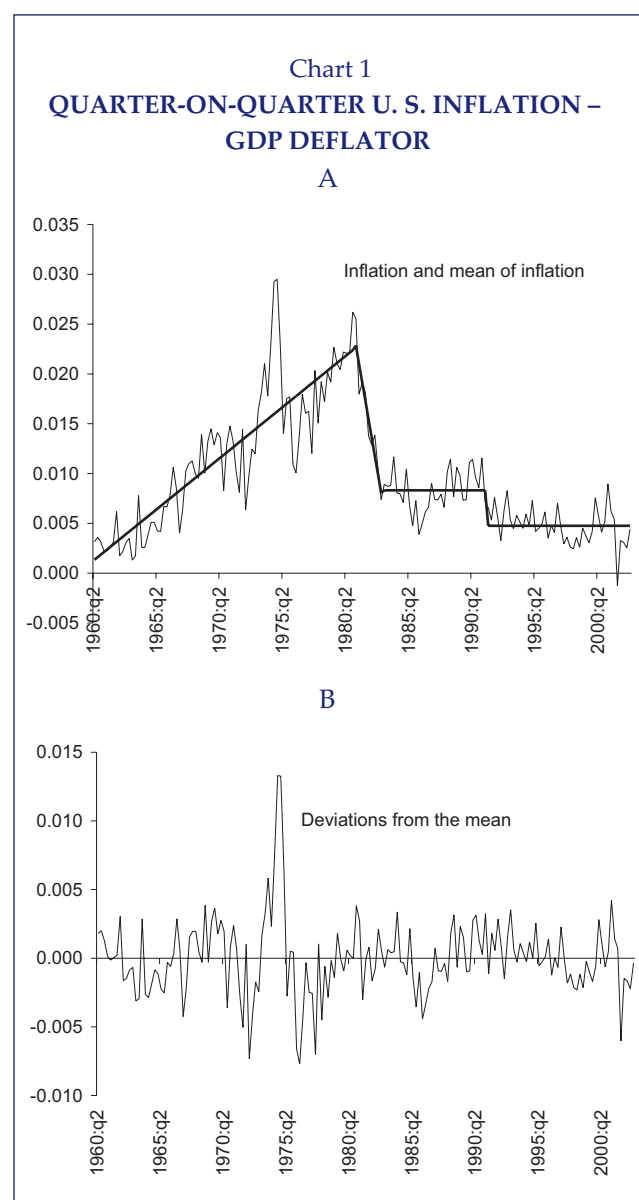 Chart 1
QUARTER-ON-QUARTER U. S. INFLATION –
GDP DEFLATOR
A
0.035
0.030
Inflation and mean of inflation
0.025
0.020
0.015
0.010
0.005
0.000
-0.005
1960:q2
1965:q2
1970:q2
1975:q2
1980:q2
1985:q2
1990:q2
1995:q2
2000:q2
B
0.015
0.010
Deviations from the mean
0.005
0.000
-0.005
-0.010
1960:q2
1965:q2
1970:q2
1975:q2
1980:q2
1985:q2
1990:q2
1995:q2
2000:q2